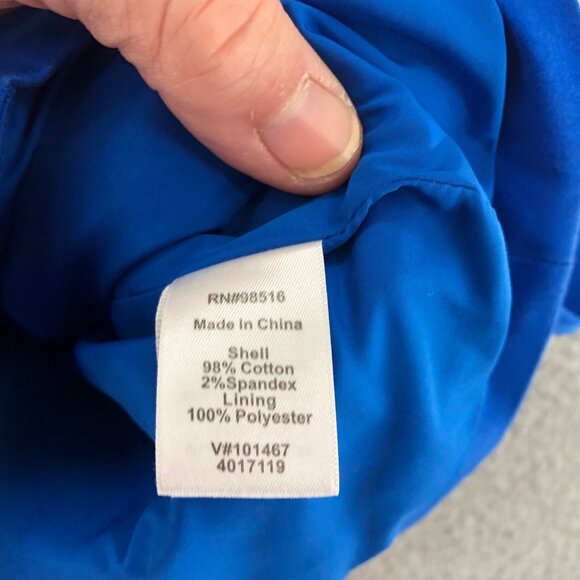 RN#98516
Made in China
Shell
98% Cotton
2%Spandex
Lining
100% Polyester
V#101467
4017119